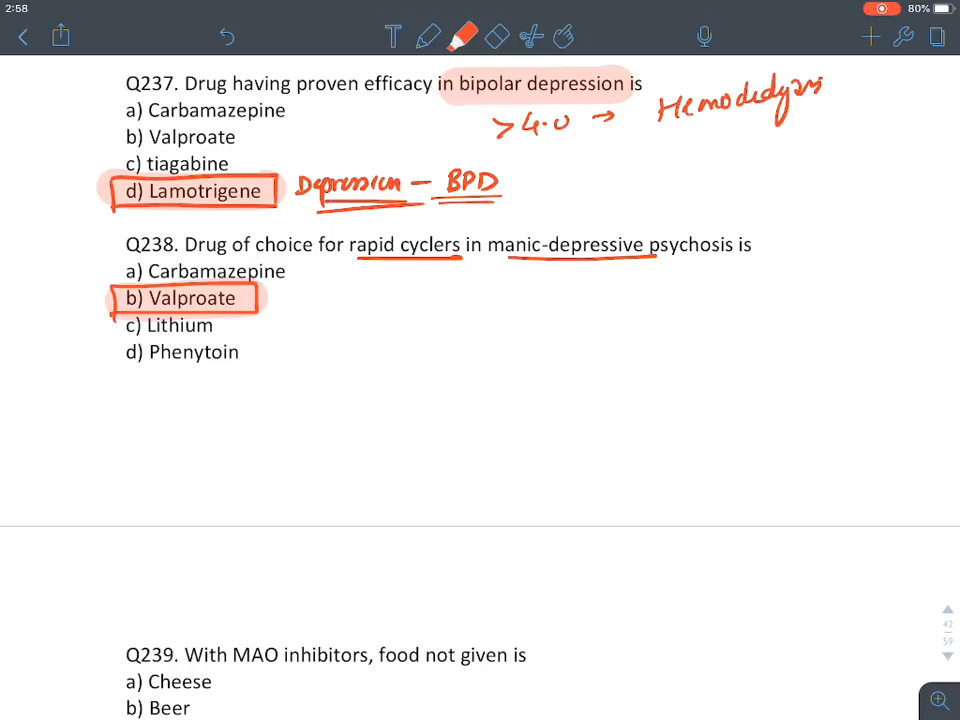 2:58
80%
Q237. Drug having proven efficacy in bipolar depression is
a) Carbamazepine
>4.0 → Hemodialysis
b) Valproate
c) tiagabine
d) Lamotrigene Depression - BPD
Q238. Drug of choice for rapid cyclers in manic-depressive psychosis is
a) Carbamazepine
b) Valproate
c) Lithium
d) Phenytoin
42
59
Q239. With MAO inhibitors, food not given is
a) Cheese
b) Beer